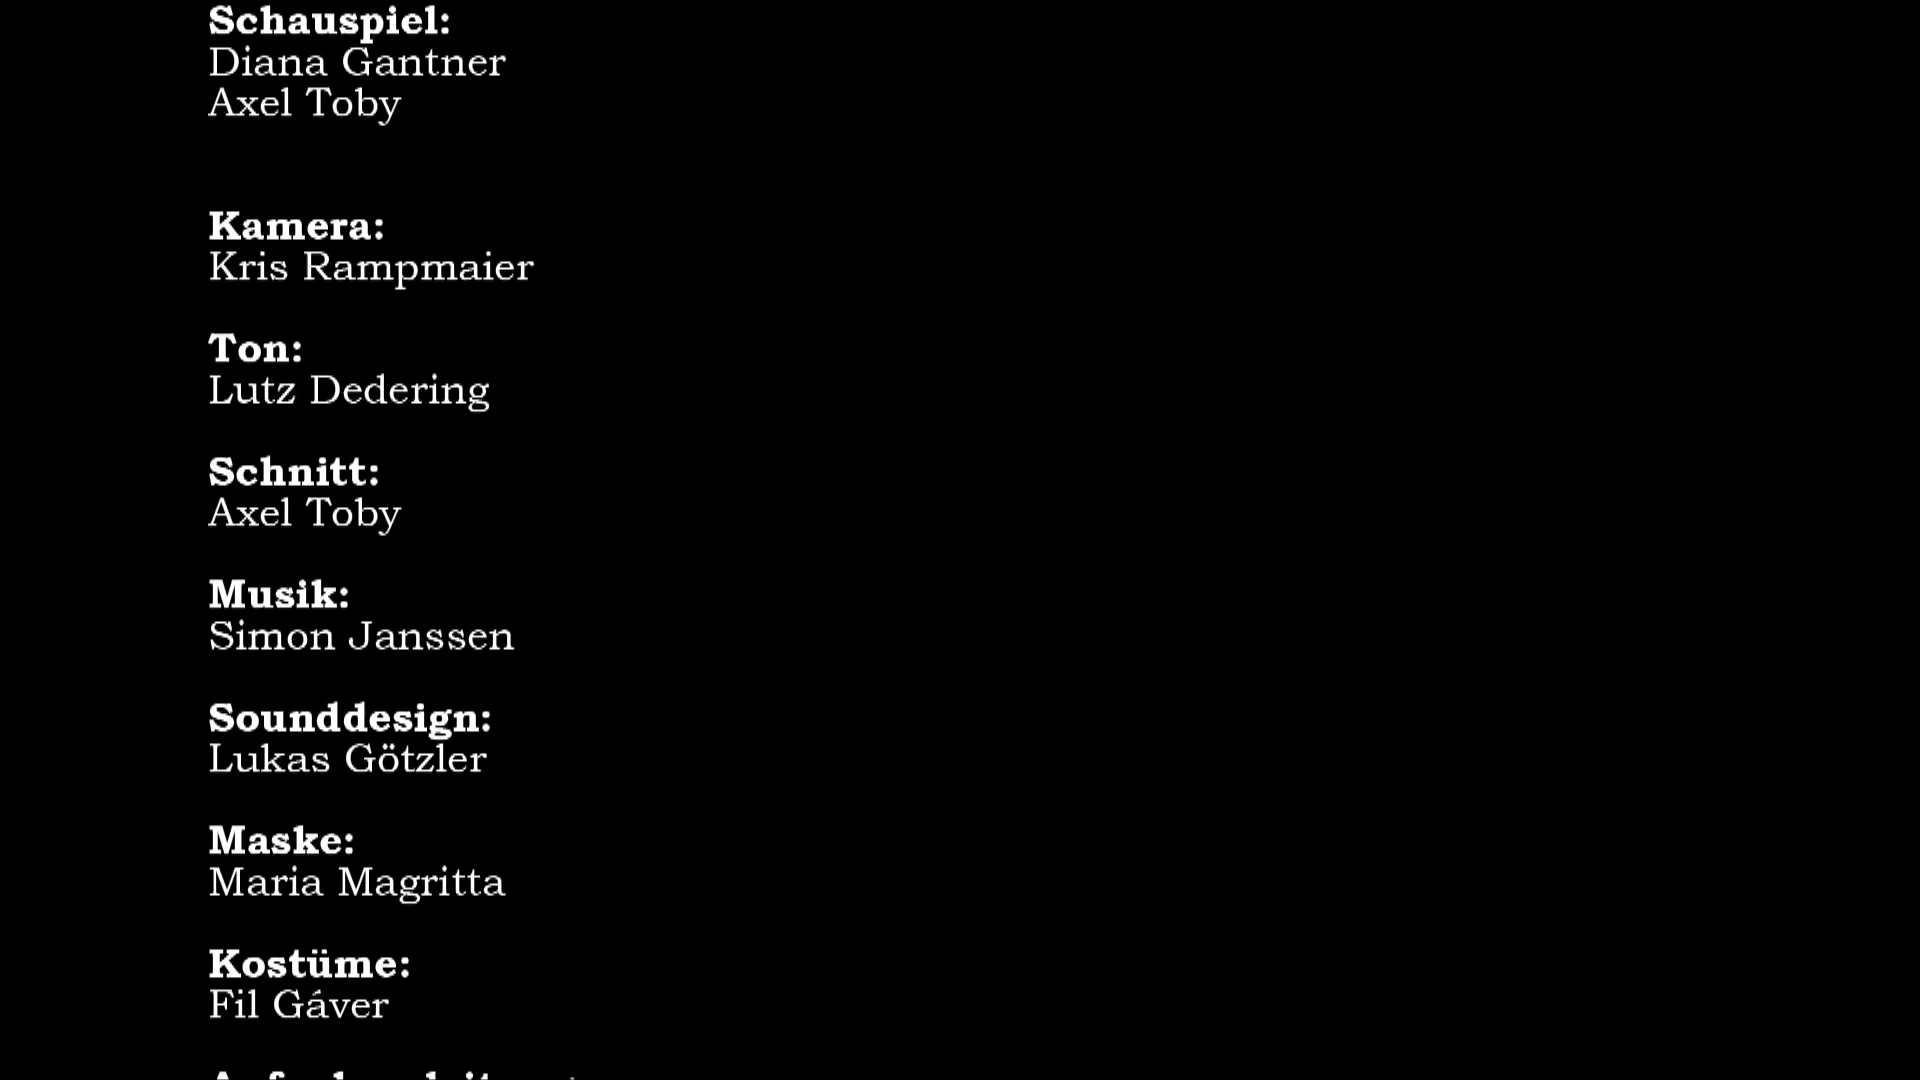 Schauspiel:
Diana Gantner
Axel Toby
Kamera:
Kris Rampmaier
Ton:
Lutz Dedering
Schnitt:
Axel Toby
Musik:
Simon Janssen
Sounddesign:
Lukas Götzler
Maske:
Maria Magritta
Kostüme:
Fil Gáver